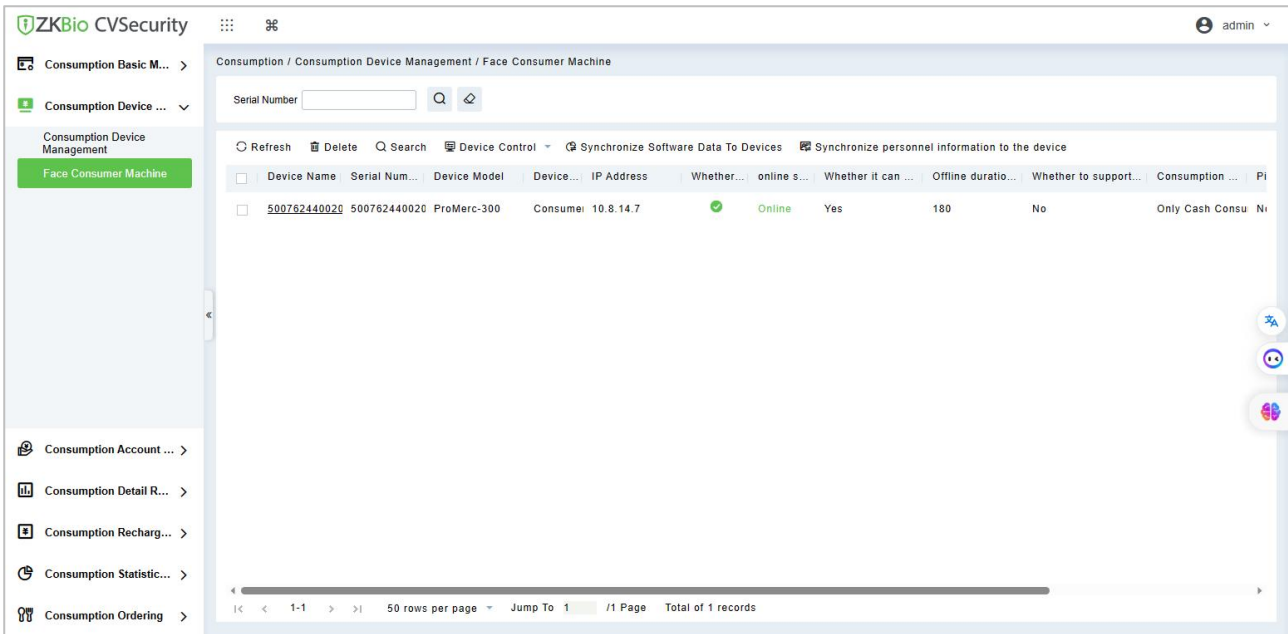 ZKBio CVSecurity
admin
Consumption Basic M...
Consumption Device ...
Consumption Device
Management
Face Consumer Machine
Consumption Account ...
Consumption Detail R...
Consumption Recharg...
Consumption Statistic...
Consumption Ordering
Consumption / Consumption Device Management / Face Consumer Machine
Serial Number
Refresh Delete Search Device Control Synchronize Software Data To Devices Synchronize personnel information to the device
Device Name Serial Num... Device Model Device... IP Address Whether... online s... Whether it can ... Offline duratio... Whether to support... Consumption ... Pi
500762440020 500762440020 ProMerc-300 Consumer 10.8.14.7 Online Yes 180 No Only Cash Consu
1-1 50 rows per page Jump To 1 /1 Page Total of 1 records